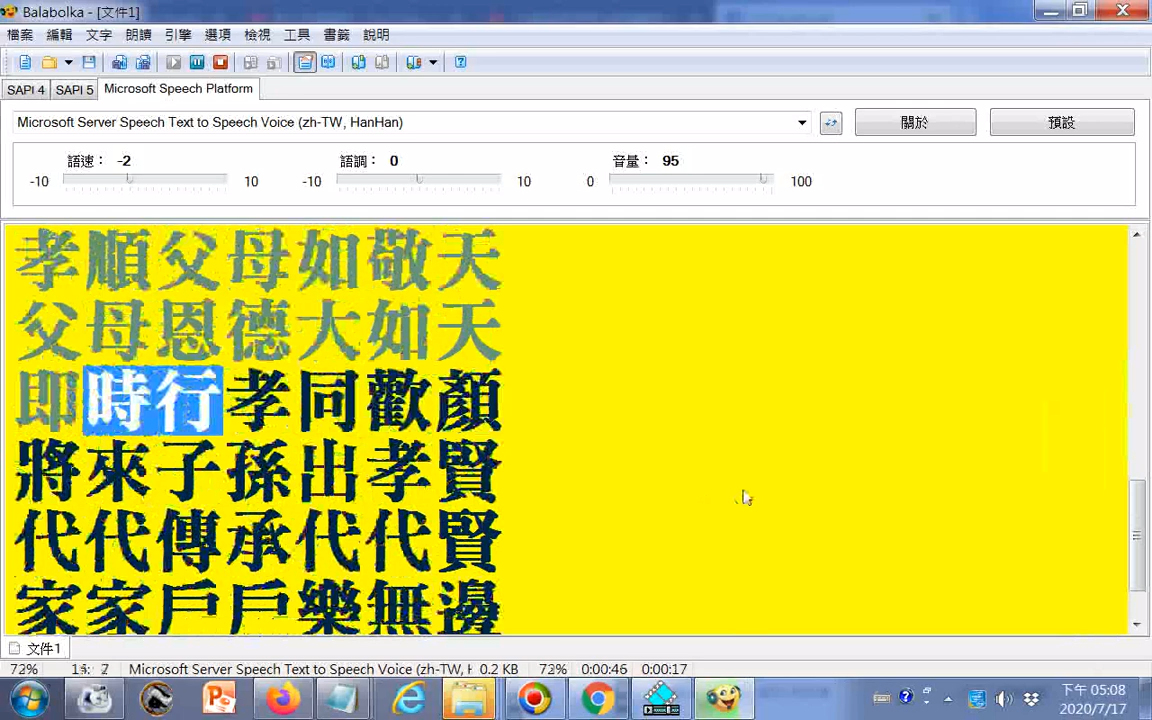 Balabolka - [文件1]
檔案 編輯 文字 朗讀 引擎 選項 檢視 工具 書籤 說明
SAPI 4 SAPI 5 Microsoft Speech Platform
Microsoft Server Speech Text to Speech Voice (zh-TW, HanHan) 關於 預設
語速： -2 語調： 0 音量： 95
-10 10 -10 10 0 100
孝順父母如敬天
父母恩德大如天
即時行孝同歡顏
將來子孫出孝賢
代代傳承代代賢
家家戶戶樂無邊
文件1
72% Microsoft Server Speech Text to Speech Voice (zh-TW, H 0.2 KB 73% 0:00:46 0:00:17
下午 05:08
2020/7/17